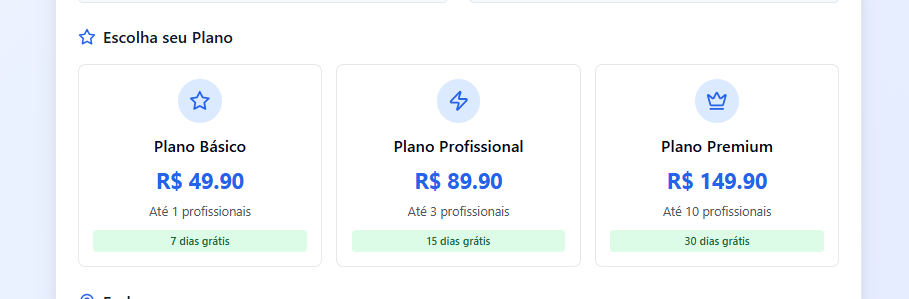 Escolha seu Plano
Plano Básico
R$ 49.90
Até 1 profissionais
7 dias grátis
Plano Profissional
R$ 89.90
Até 3 profissionais
15 dias grátis
Plano Premium
R$ 149.90
Até 10 profissionais
30 dias grátis